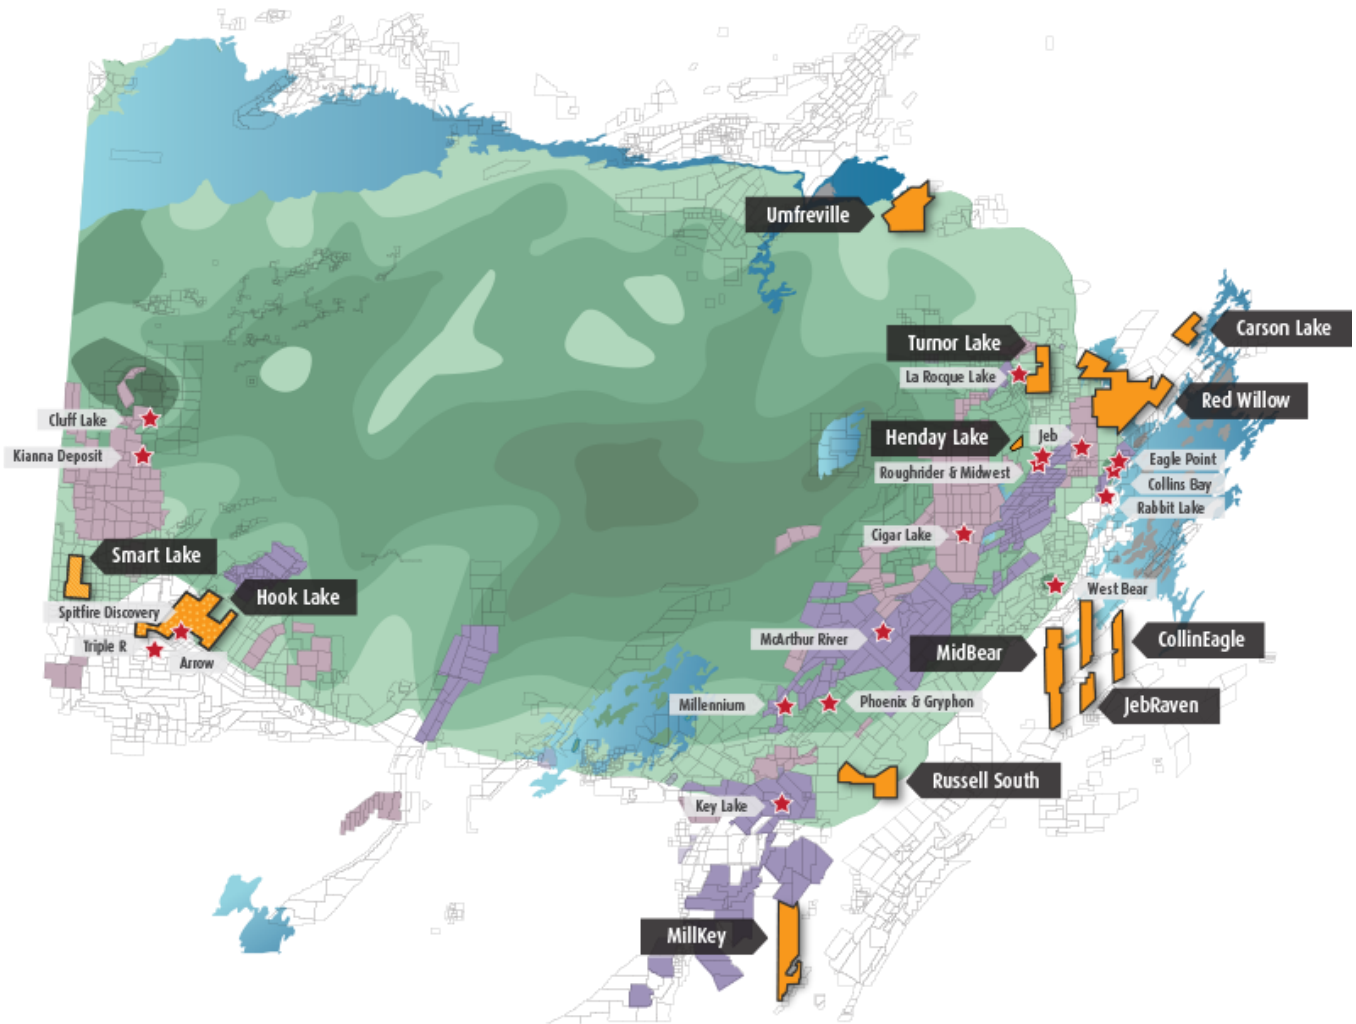 Umfreville
Carson Lake
Turnor Lake
La Rocque Lake
Red Willow
Cluff Lake
Henday Lake
Jeb
Kianna Deposit
Eagle Point
Roughrider & Midwest
Collins Bay
Rabbit Lake
Cigar Lake
Smart Lake
West Bear
Hook Lake
Spitfire Discovery
McArthur River
CollinEagle
Triple R
MidBear
Arrow
Millennium
Phoenix & Gryphon
JebRaven
Russell South
Key Lake
MillKey